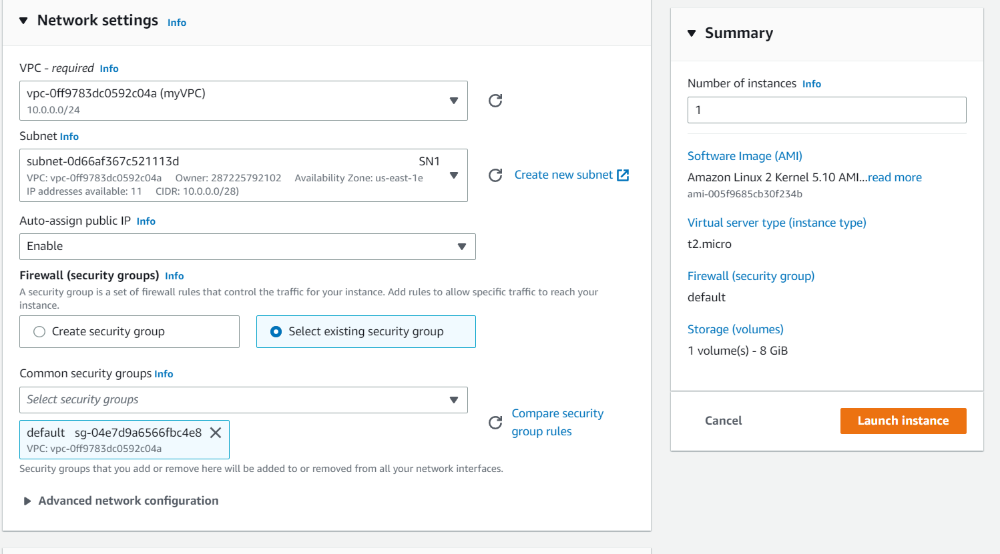 Network settings Info
VPC - required Info
vpc-0ff9783dc0592c04a (myVPC)
10.0.0.0/24
Subnet Info
subnet-0d66af367c521113d SN1
VPC: vpc-0ff9783dc0592c04a Owner: 287225792102 Availability Zone: us-east-1e
IP addresses available: 11 CIDR: 10.0.0.0/28)
Create new subnet
Auto-assign public IP Info
Enable
Firewall (security groups) Info
A security group is a set of firewall rules that control the traffic for your instance. Add rules to allow specific traffic to reach your
instance.
Create security group
Select existing security group
Common security groups Info
Select security groups
Compare security
group rules
default sg-04e7d9a6566fbc4e8
VPC: vpc-0ff9783dc0592c04a
Security groups that you add or remove here will be added to or removed from all your network interfaces.
Advanced network configuration
Summary
Number of instances Info
1
Software Image (AMI)
Amazon Linux 2 Kernel 5.10 AMI...read more
ami-005f9685cb30f234b
Virtual server type (instance type)
t2.micro
Firewall (security group)
default
Storage (volumes)
1 volume(s) - 8 GiB
Cancel
Launch instance